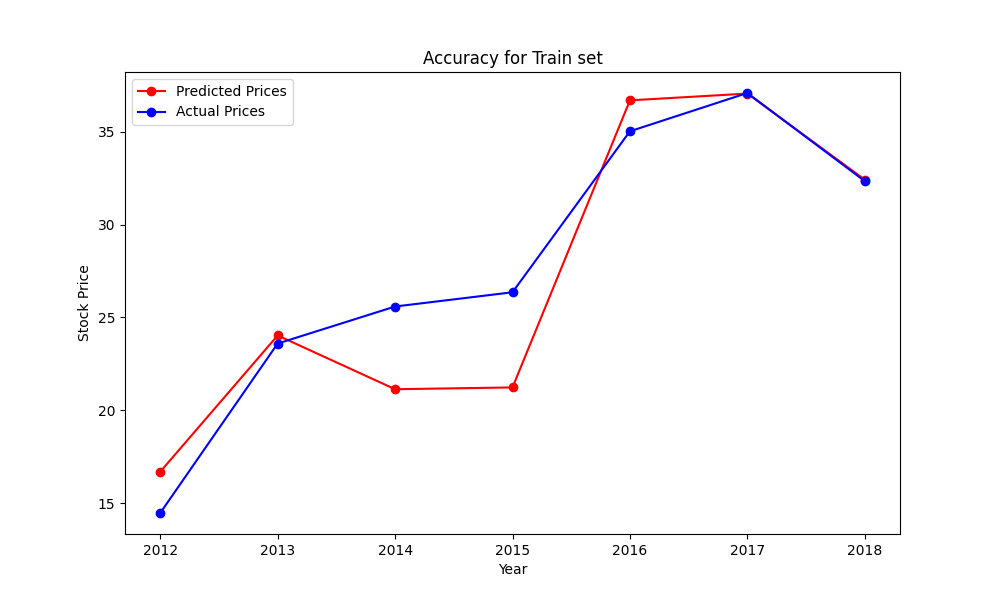 Accuracy for Train set
Predicted Prices
Actual Prices
Stock Price
35
30
25
20
15
2012 2013 2014 2015 2016 2017 2018
Year